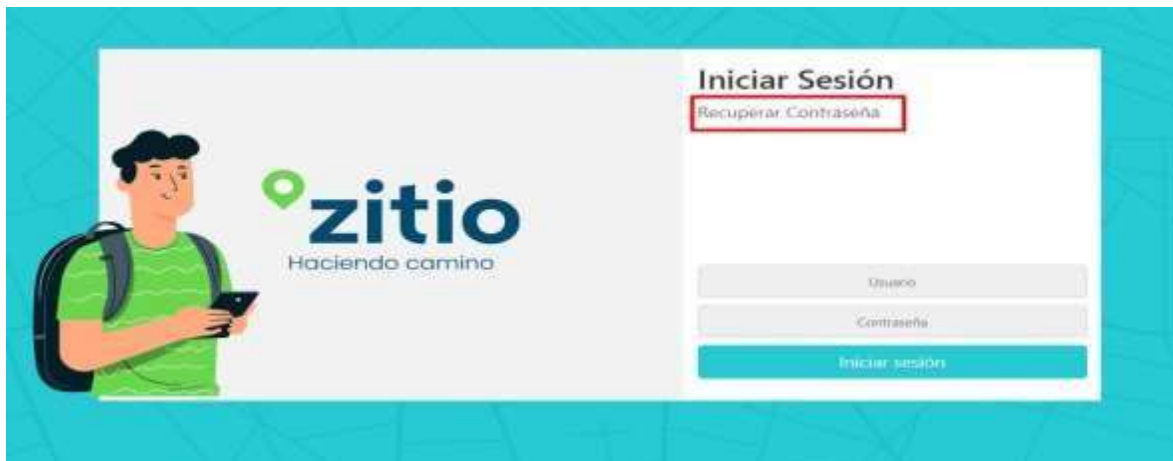 zitio
Haciendo camino
Iniciar Sesión
Recuperar Contraseña
Usuario
Contraseña
Iniciar sesión